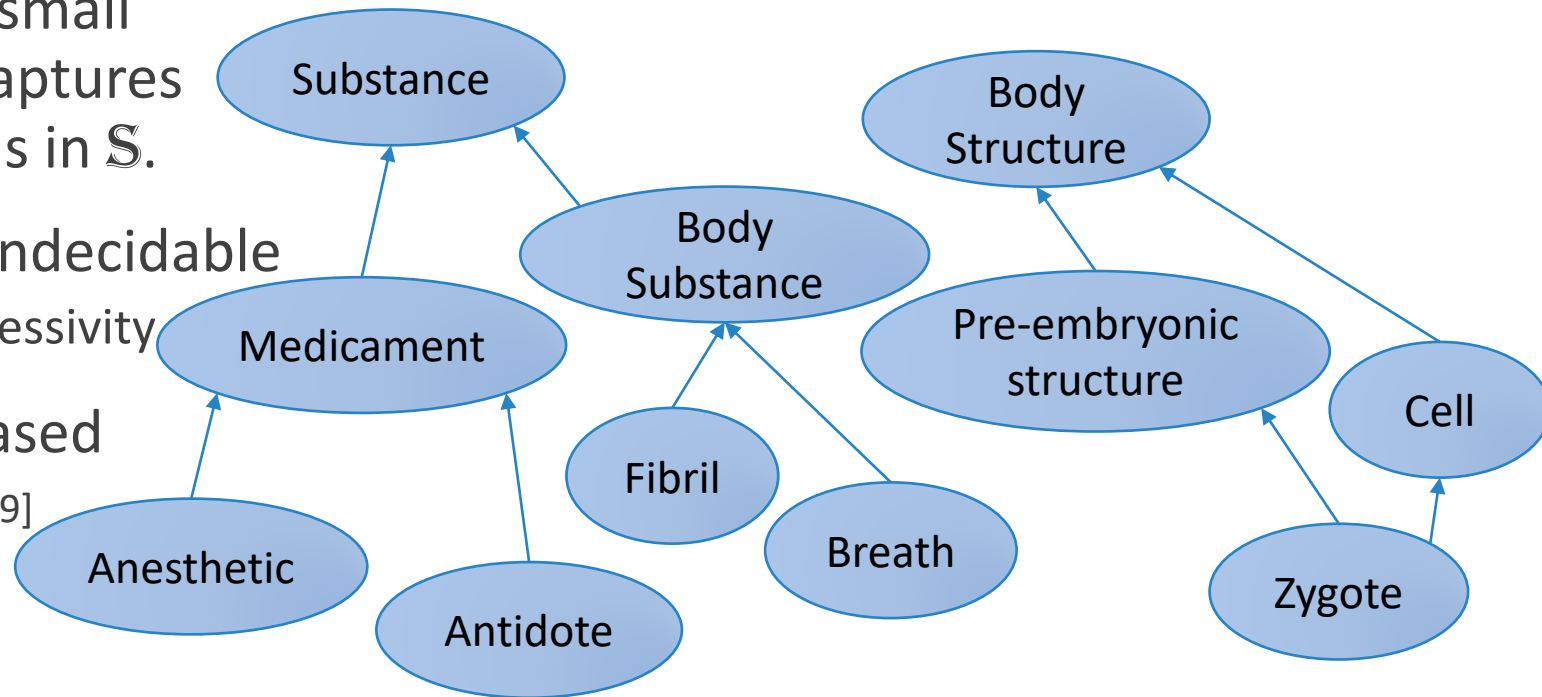 small
aptures
s in 𝕊.
ndecidable
essivity
ased
9]
Substance
Body
Structure
Body
Substance
Medicament
Pre-embryonic
structure
Cell
Fibril
Breath
Anesthetic
Antidote
Zygote